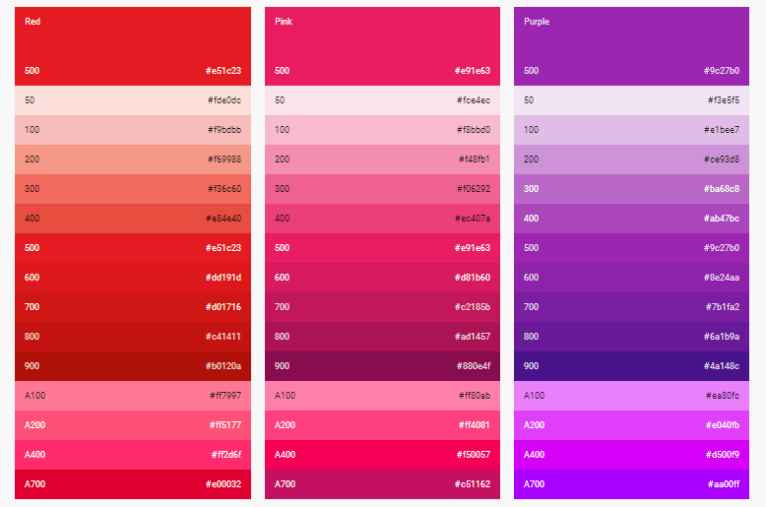 Red
500 #e51c23
50 #fde0dc
100 #f9bdbb
200 #f69988
300 #f36c60
400 #e84e40
500 #e51c23
600 #dd191d
700 #d01716
800 #c41411
900 #b0120a
A100 #ff7997
A200 #ff5177
A400 #ff2d6f
A700 #e00032
Pink
500 #e91e63
50 #fce4ec
100 #f8bbd0
200 #f48fb1
300 #f06292
400 #ec407a
500 #e91e63
600 #d81b60
700 #c2185b
800 #ad1457
900 #880e4f
A100 #ff80ab
A200 #ff4081
A400 #f50057
A700 #c51162
Purple
500 #9c27b0
50 #f3e5f5
100 #e1bee7
200 #ce93d8
300 #ba68c8
400 #ab47bc
500 #9c27b0
600 #8e24aa
700 #7b1fa2
800 #6a1b9a
900 #4a148c
A100 #ea80fc
A200 #e040fb
A400 #d500f9
A700 #aa00ff